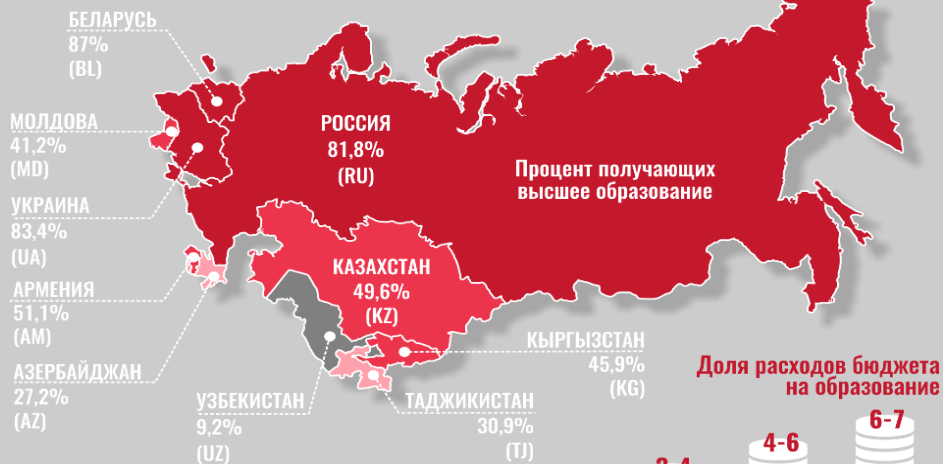 БЕЛАРУСЬ
87%
(BL)
МОЛДОВА
41,2%
(MD)
УКРАИНА
83,4%
(UA)
АРМЕНИЯ
51,1%
(AM)
АЗЕРБАЙДЖАН
27,2%
(AZ)
РОССИЯ
81,8%
(RU)
Процент получающих
высшее образование
КАЗАХСТАН
49,6%
(KZ)
КЫРГЫЗСТАН
45,9%
(KG)
УЗБЕКИСТАН
9,2%
(UZ)
ТАДЖИКИСТАН
30,9%
(TJ)
Доля расходов бюджета
на образование
6-7
4-6